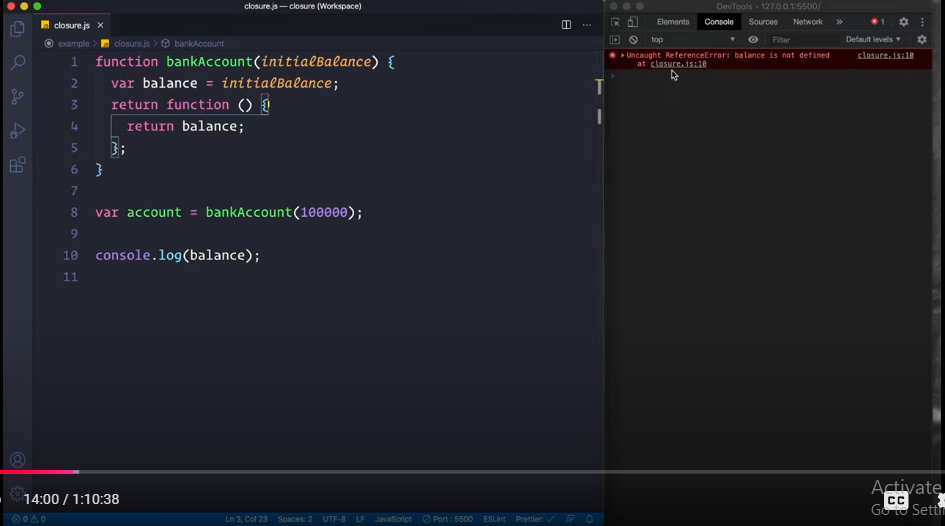 closure.js — closure (Workspace)
DevTools - 127.0.0.1:5500/
closure.js ×
Elements Console Sources Network » 1
example > closure.js > bankAccount
top Filter Default levels ▼
1 function bankAccount(initialBalance) {
2 var balance = initialBalance;
3 return function () {
4 return balance;
5 };
6 }
7
8 var account = bankAccount(100000);
9
10 console.log(balance);
11
Uncaught ReferenceError: balance is not defined closure.js:10
at closure.js:10
14:00 / 1:10:38
CC
Activate
Go to Setti
0 0 Ln 3, Col 23 Spaces: 2 UTF-8 LF JavaScript Port : 5500 ESLint Prettier: ✓